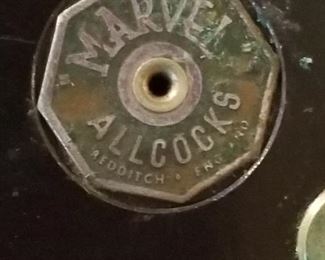 "MARVEL"
ALLCOCKS
REDDITCH • ENGLAND